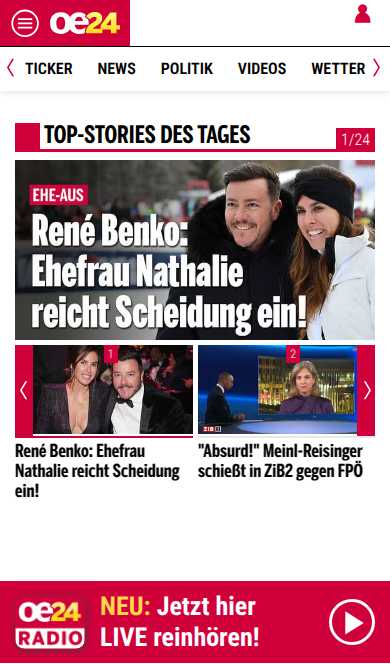 oe24
TICKER NEWS POLITIK VIDEOS WETTER
TOP-STORIES DES TAGES
1/24
EHE-AUS
René Benko:
Ehefrau Nathalie
reicht Scheidung ein!
1
2
ZIB 2
René Benko: Ehefrau
Nathalie reicht Scheidung
ein!
"Absurd!" Meinl-Reisinger
schießt in ZiB2 gegen FPÖ
oe24
RADIO
NEU: Jetzt hier
LIVE reinhören!